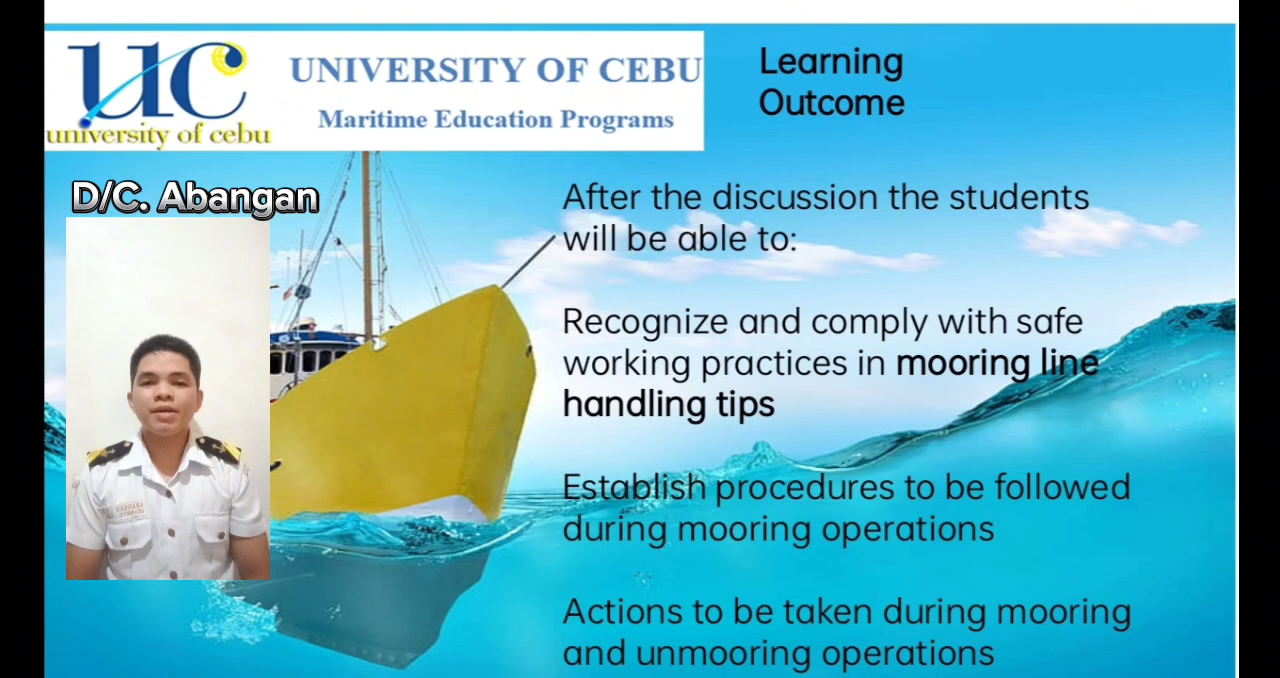 UC
university of cebu
UNIVERSITY OF CEBU
Maritime Education Programs
Learning
Outcome
D/C. Abangan
After the discussion the students
will be able to:
Recognize and comply with safe
working practices in mooring line
handling tips
Establish procedures to be followed
during mooring operations
Actions to be taken during mooring
and unmooring operations